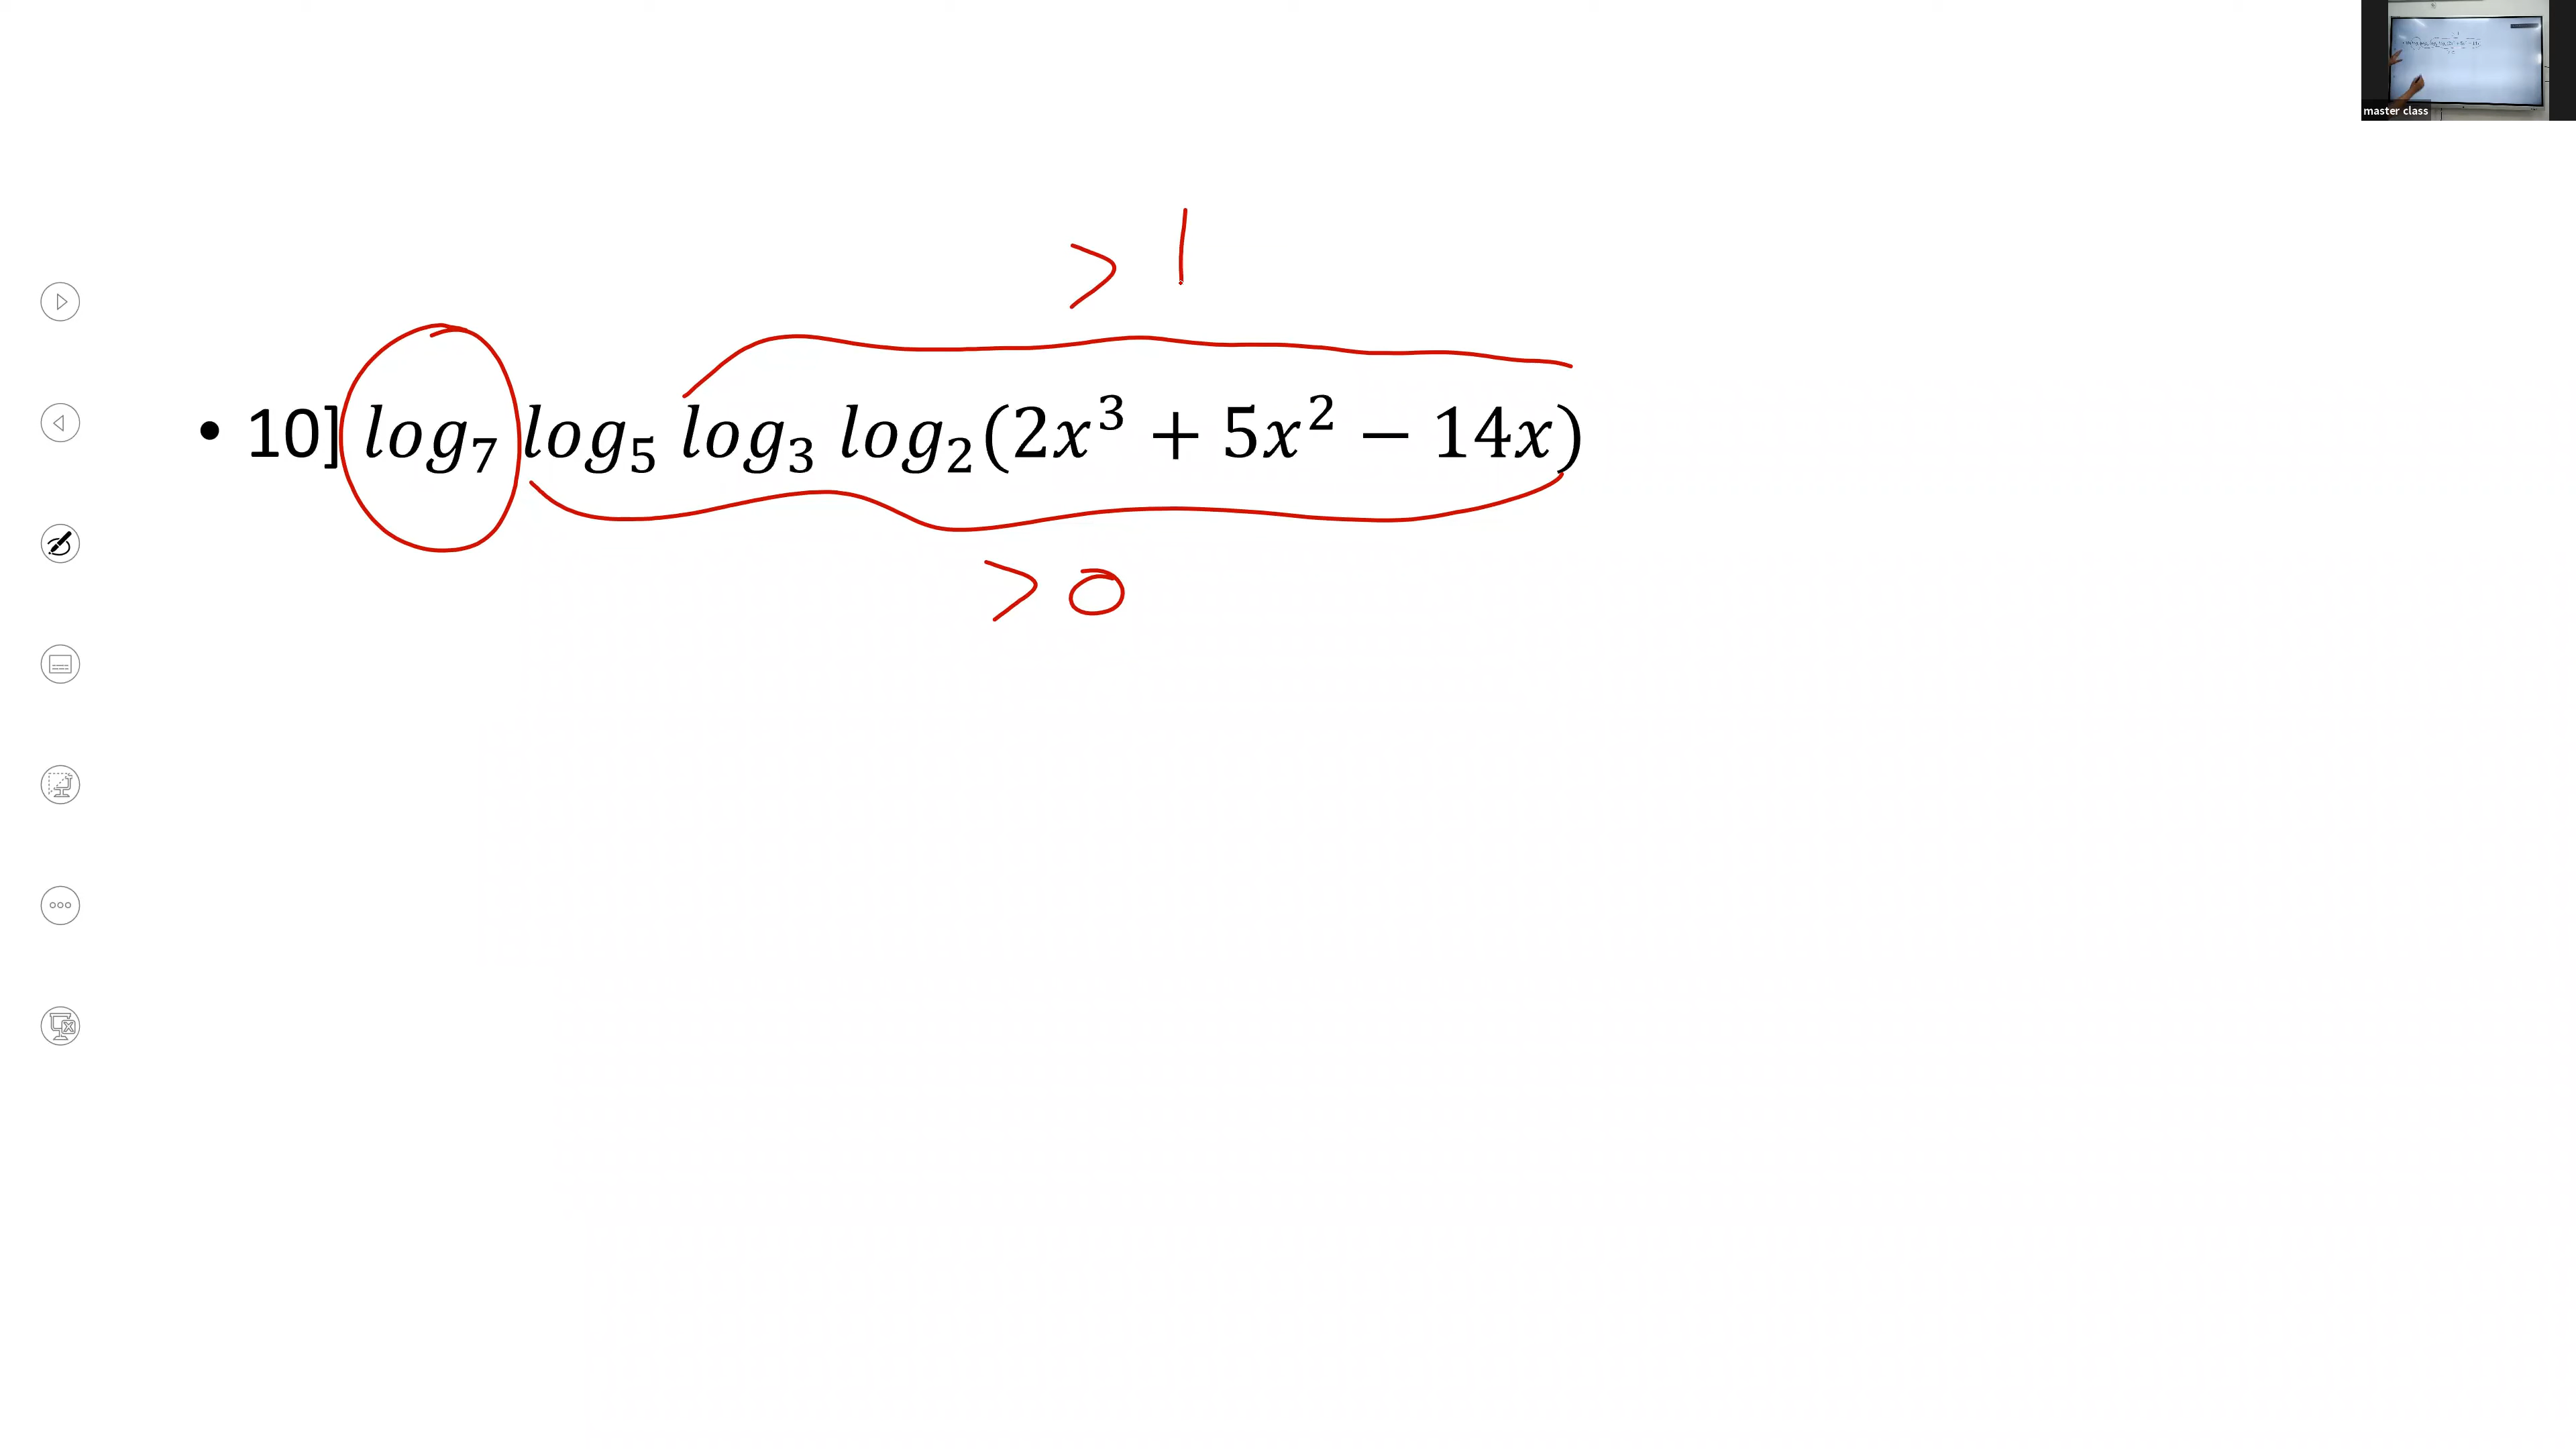 master class
> 1
• 10] log₇ log₅ log₃ log₂(2x³ + 5x² − 14x)
> 0